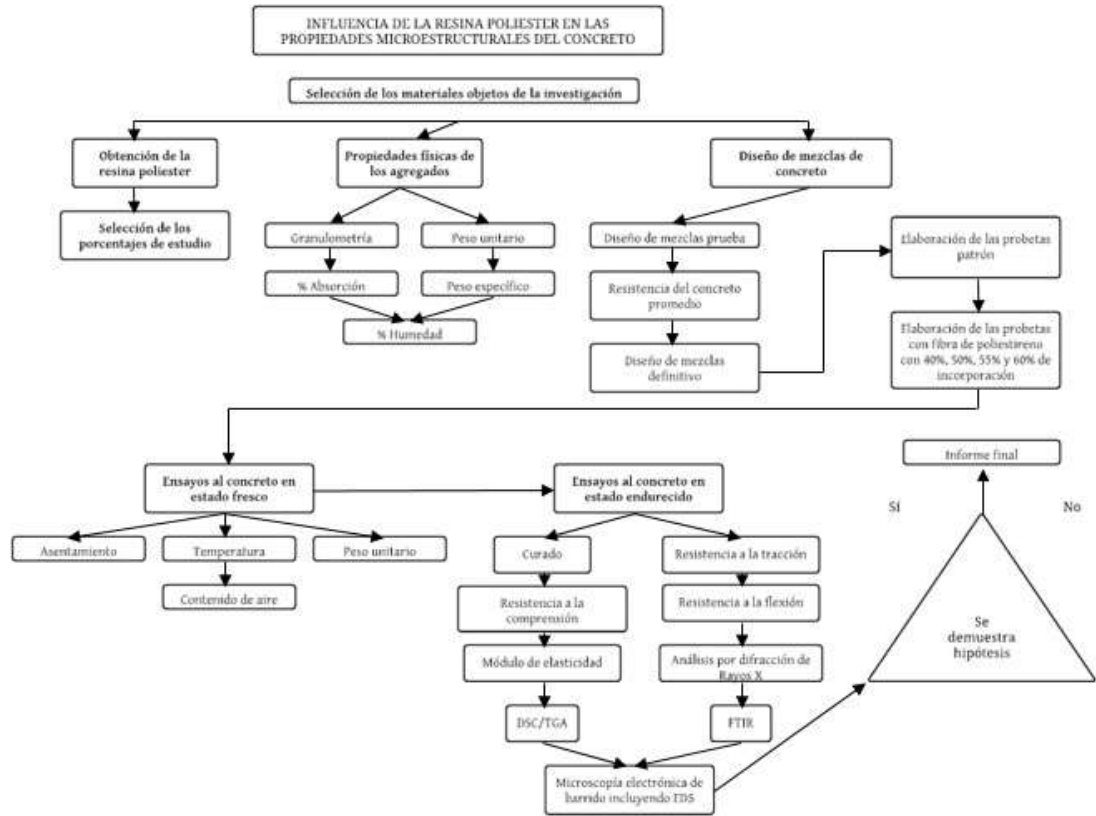 INFLUENCIA DE LA RESINA POLIESTER EN LAS
PROPIEDADES MICROESTRUCTURALES DEL CONCRETO
Selección de los materiales objetos de la investigación
Obtención de la
resina poliester
Propiedades físicas de
los agregados
Diseño de mezclas de
concreto
Selección de los
porcentajes de estudio
Granulometría
Peso unitario
% Absorción
Peso específico
% Humedad
Diseño de mezclas prueba
Resistencia del concreto
promedio
Diseño de mezclas
definitivo
Elaboración de las probetas
patrón
Elaboración de las probetas
con fibra de poliestireno
con 40%, 50%, 55% y 60% de
incorporación
Ensayos al concreto en
estado fresco
Ensayos al concreto en
estado endurecido
Asentamiento
Temperatura
Peso unitario
Contenido de aire
Curado
Resistencia a la tracción
Resistencia a la
comprensión
Resistencia a la flexión
Módulo de elasticidad
Análisis por difracción de
Rayos X
DSC/TGA
FTIR
Microscopía electrónica de
barrido incluyendo EDS
Informe final
Sí
No
Se
demuestra
hipótesis